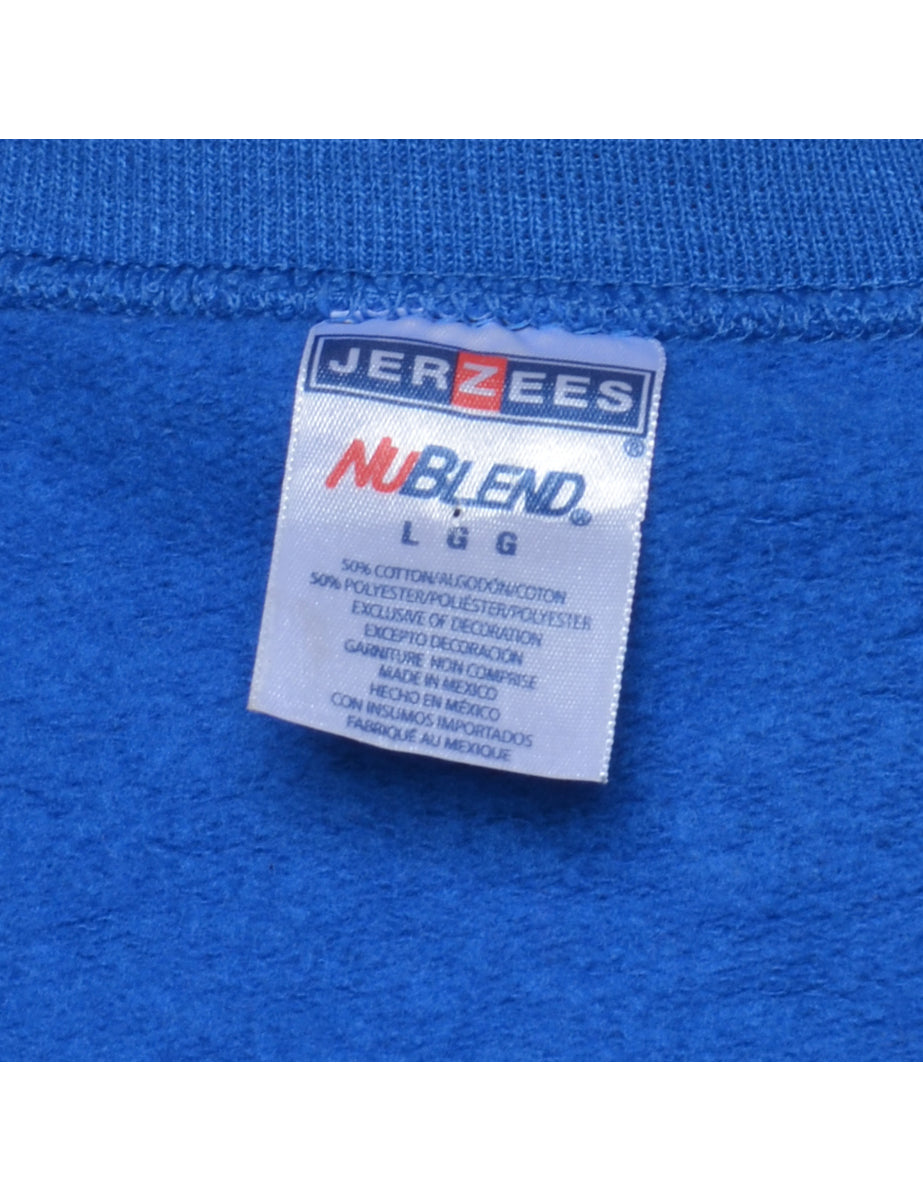 JERZEES®
NUBLEND®
L G G
50% COTTON/ALGODÓN/COTON
50% POLYESTER/POLIÉSTER/POLYESTER
EXCLUSIVE OF DECORATION
EXCEPTO DECORACIÓN
GARNITURE NON COMPRISE
MADE IN MEXICO
HECHO EN MÉXICO
CON INSUMOS IMPORTADOS
FABRIQUÉ AU MEXIQUE